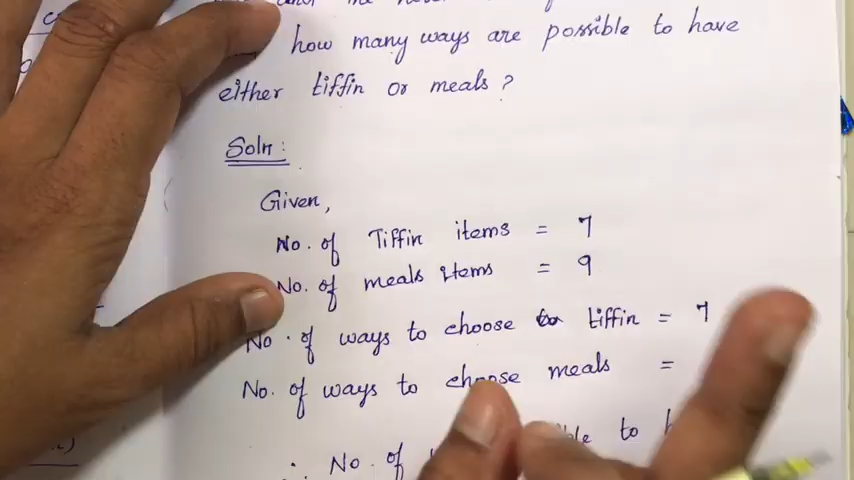 how many ways are possible to have
either tiffin or meals ?
Soln :
Given,
No. of Tiffin items = 7
No. of meals items = 9
No. of ways to choose tiffin = 7
No. of ways to choose meals =
∴ No. of to